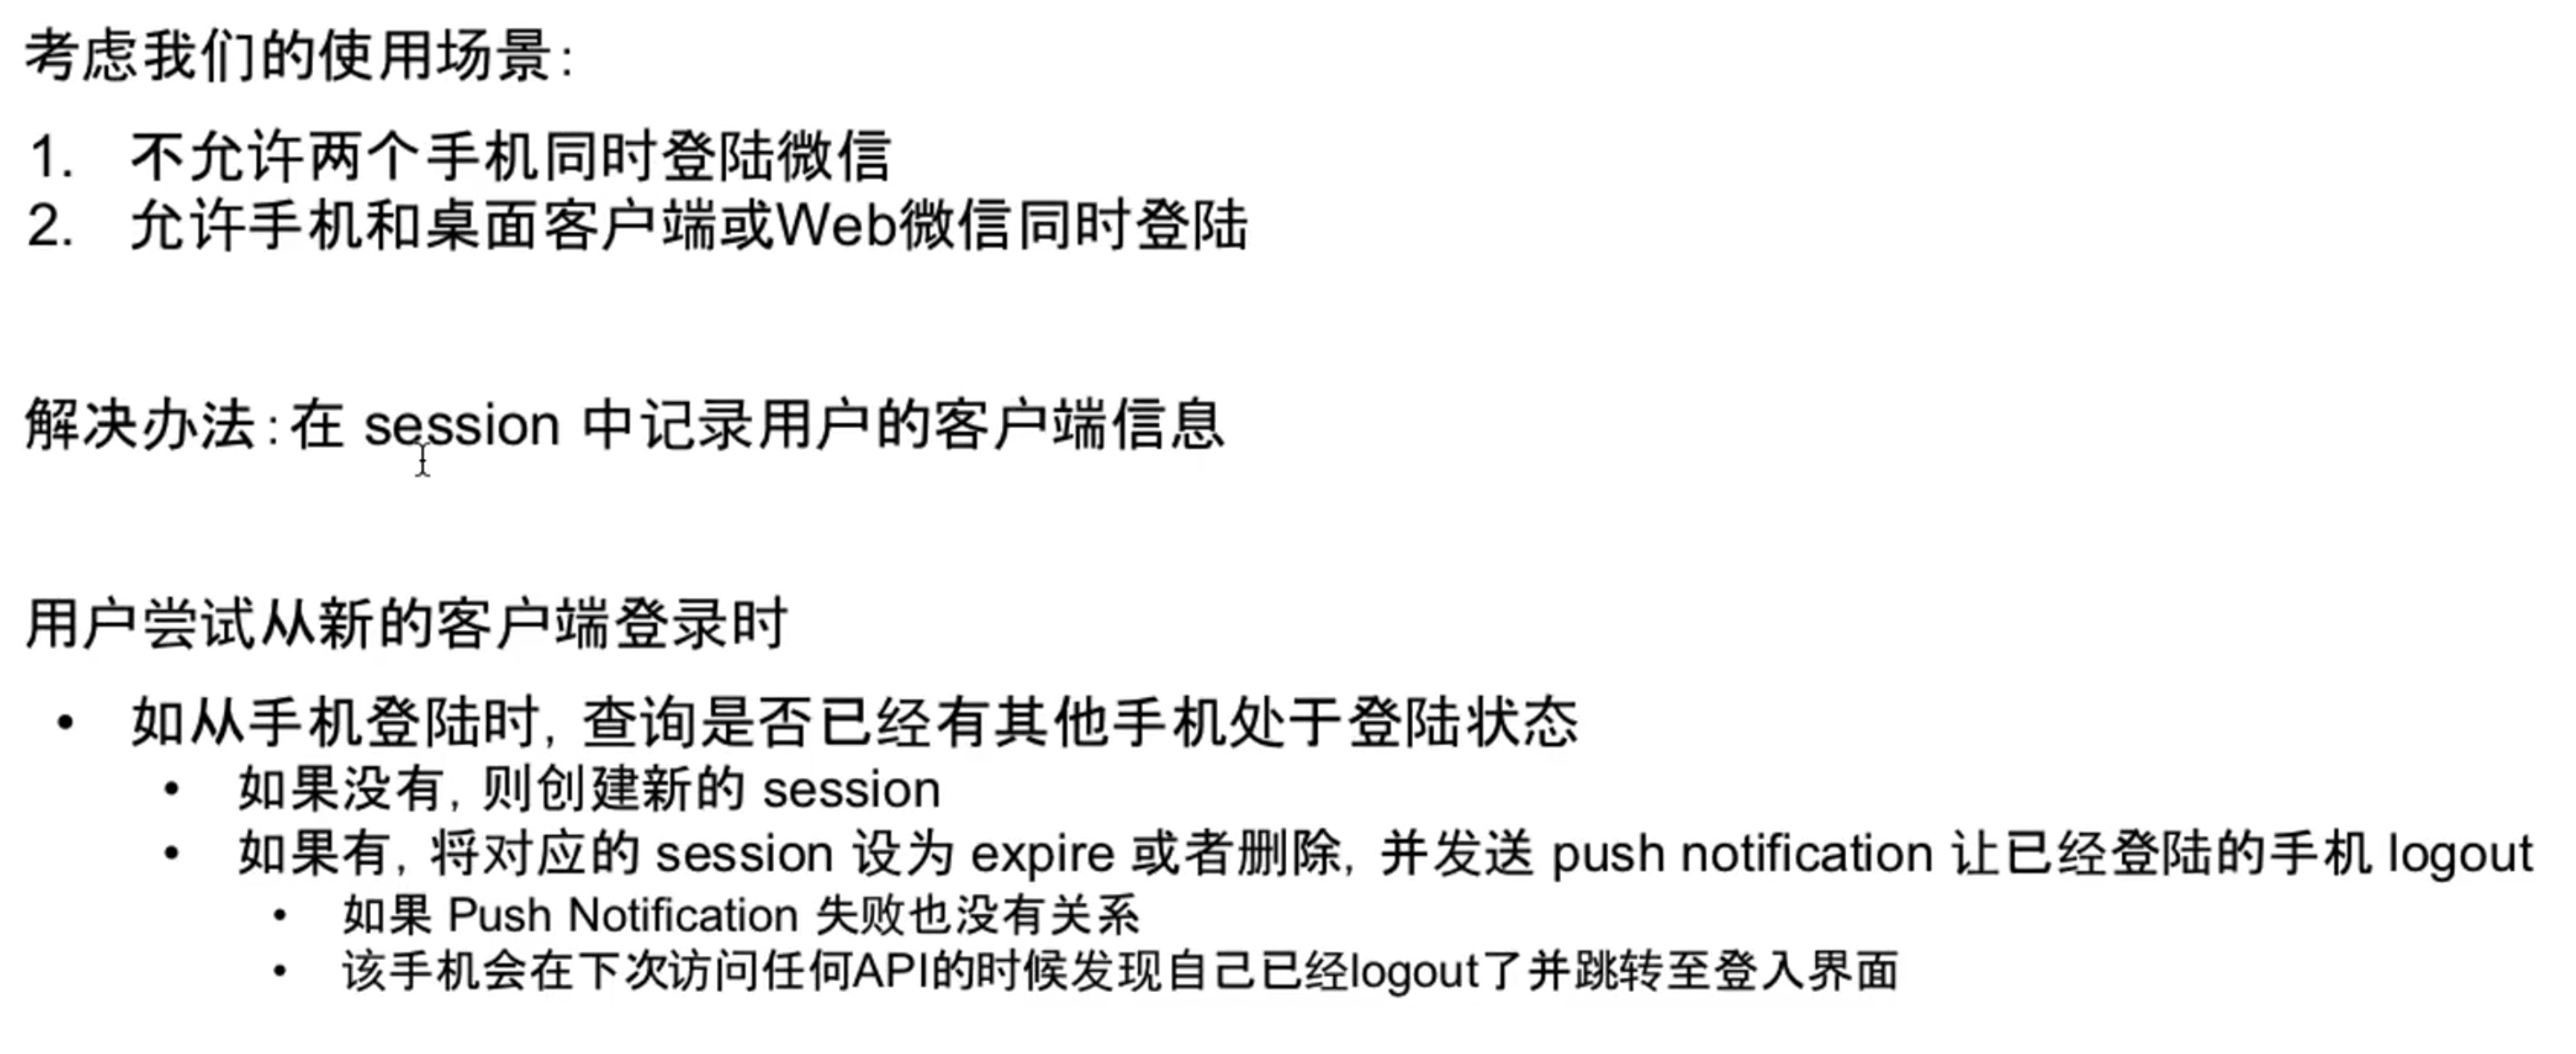 考虑我们的使用场景：
1. 不允许两个手机同时登陆微信
2. 允许手机和桌面客户端或Web微信同时登陆
解决办法：在 session 中记录用户的客户端信息
用户尝试从新的客户端登录时
• 如从手机登陆时，查询是否已经有其他手机处于登陆状态
• 如果没有，则创建新的 session
• 如果有，将对应的 session 设为 expire 或者删除，并发送 push notification 让已经登陆的手机 logout
• 如果 Push Notification 失败也没有关系
• 该手机会在下次访问任何API的时候发现自己已经logout了并跳转至登入界面